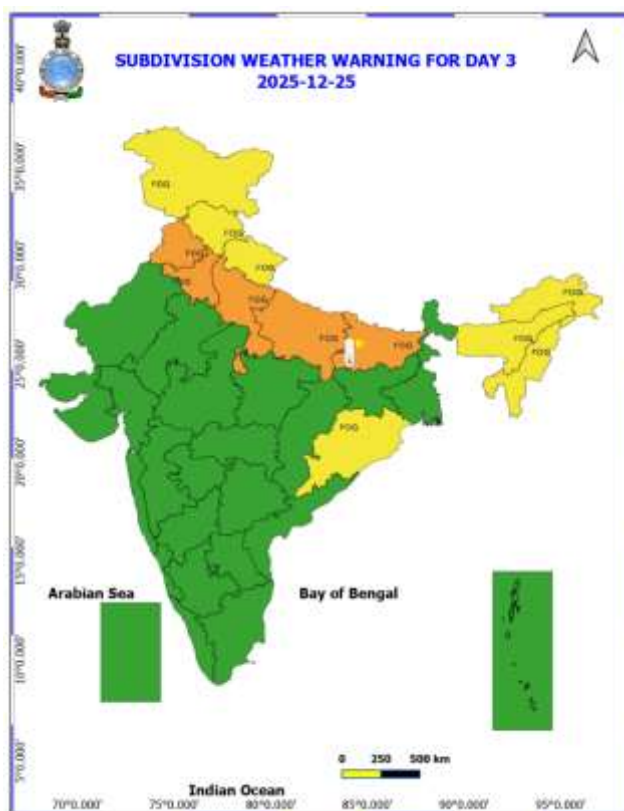 SUBDIVISION WEATHER WARNING FOR DAY 3
2025-12-25
40°0.000'
35°0.000'
30°0.000'
25°0.000'
20°0.000'
15°0.000'
10°0.000'
5°0.000'
FOG
FOG
FOG
FOG
FOG
FOG
FOG
FOG
FOG
FOG
FOG
Arabian Sea
Bay of Bengal
0 250 500 km
Indian Ocean
70°0.000' 75°0.000' 80°0.000' 85°0.000' 90°0.000' 95°0.000'